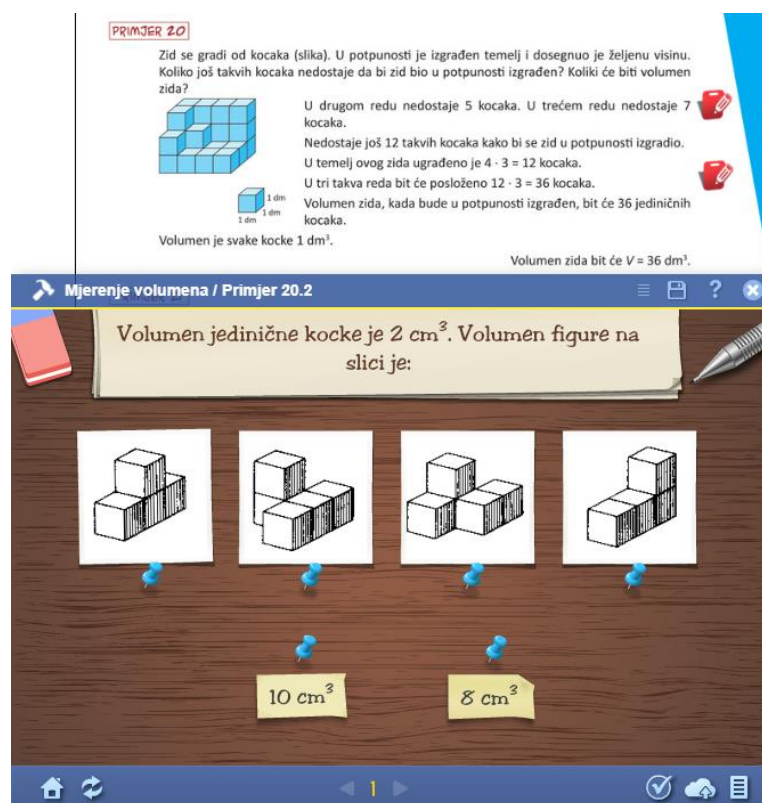 PRIMJER 20
Zid se gradi od kocaka (slika). U potpunosti je izgrađen temelj i dosegnuo je željenu visinu.
Koliko još takvih kocaka nedostaje da bi zid bio u potpunosti izgrađen? Koliki će biti volumen
zida?
U drugom redu nedostaje 5 kocaka. U trećem redu nedostaje 7
kocaka.
Nedostaje još 12 takvih kocaka kako bi se zid u potpunosti izgradio.
U temelj ovog zida ugrađeno je 4 · 3 = 12 kocaka.
U tri takva reda bit će posloženo 12 · 3 = 36 kocaka.
1 dm
1 dm
1 dm
Volumen zida, kada bude u potpunosti izgrađen, bit će 36 jediničnih
kocaka.
Volumen je svake kocke 1 dm³.
Volumen zida bit će V = 36 dm³.
Mjerenje volumena / Primjer 20.2
?
Volumen jedinične kocke je 2 cm³. Volumen figure na
slici je:
10 cm³
8 cm³
1